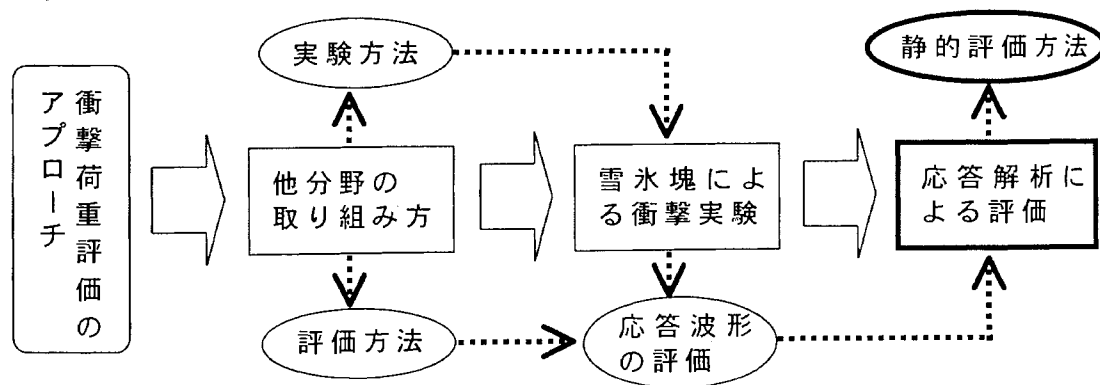 衝撃荷重評価の
アプローチ
実験方法
他分野の
取り組み方
評価方法
雪氷塊によ
る衝撃実験
応答波形
の評価
静的評価方法
応答解析に
よる評価